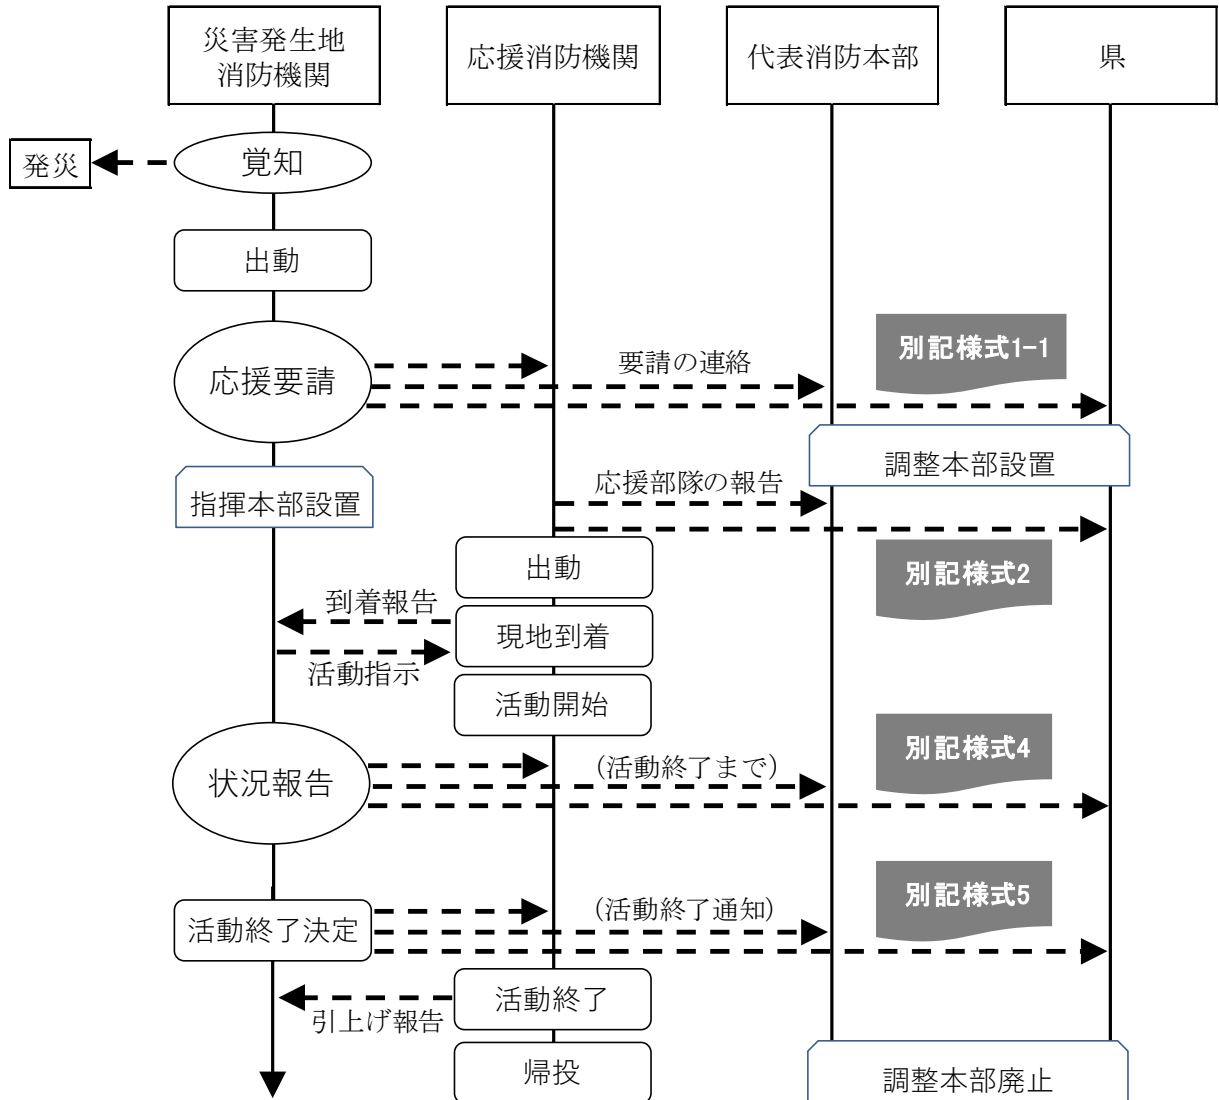 災害発生地
消防機関
応援消防機関
代表消防本部
県
発災
覚知
出動
応援要請
要請の連絡
別記様式1-1
調整本部設置
指揮本部設置
応援部隊の報告
出動
別記様式2
到着報告
現地到着
活動指示
活動開始
状況報告
(活動終了まで)
別記様式4
活動終了決定
(活動終了通知)
別記様式5
活動終了
引上げ報告
帰投
調整本部廃止